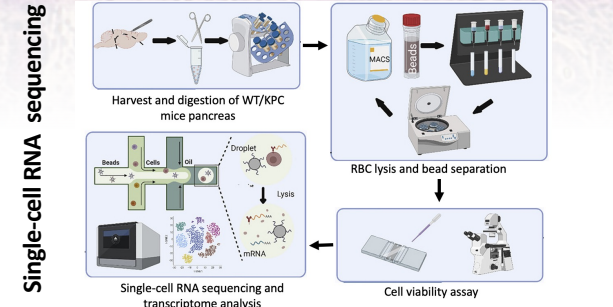 Single-cell RNA sequencing
MACS
Beads
Harvest and digestion of WT/KPC
mice pancreas
RBC lysis and bead separation
Beads
Cells
Oil
Droplet
Lysis
mRNA
Single-cell RNA sequencing and
transcriptome analysis
Cell viability assay